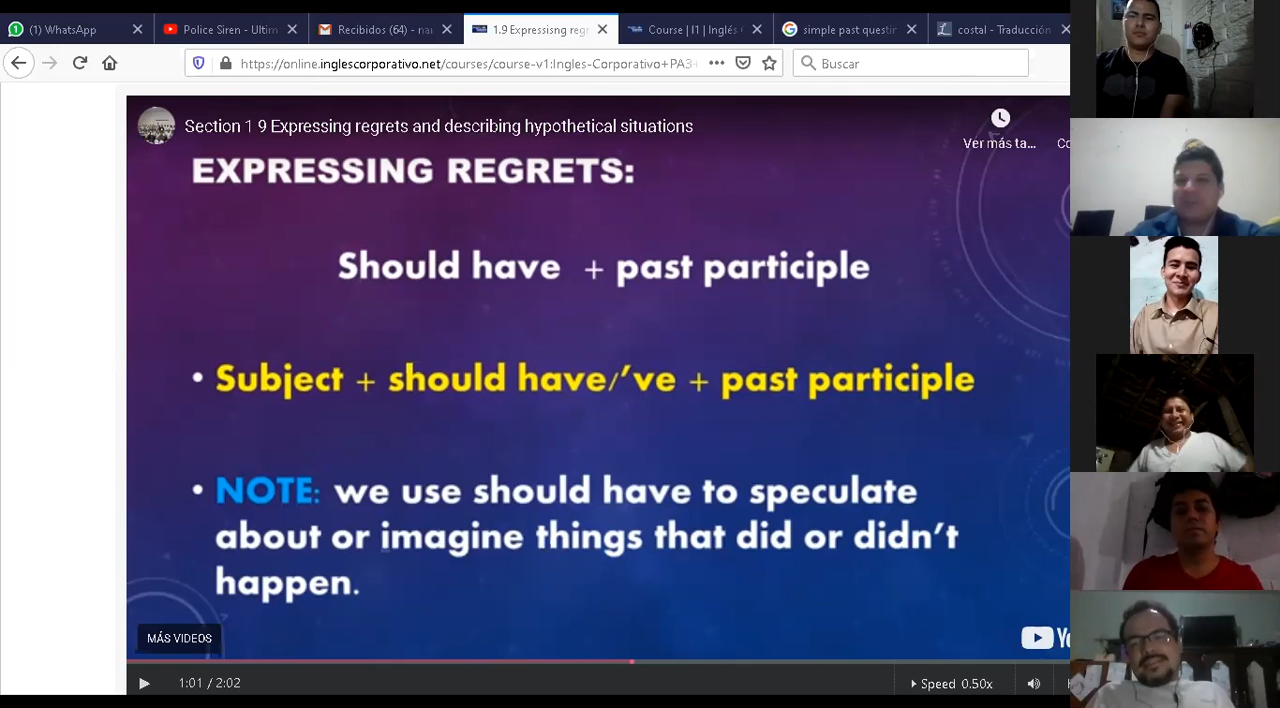 (1) WhatsApp
Police Siren - Ultim
Recibidos (64) - nai
1.9 Expressisng regr
Course | I1 | Inglés
simple past questin
costal - Traducción
https://online.inglescorporativo.net/courses/course-v1:Ingles-Corporativo+PA3
Buscar
Section 1 9 Expressing regrets and describing hypothetical situations
Ver más ta...
EXPRESSING REGRETS:
Should have + past participle
• Subject + should have/'ve + past participle
• NOTE: we use should have to speculate
about or imagine things that did or didn't
happen.
MÁS VIDEOS
1:01 / 2:02
Speed 0.50x